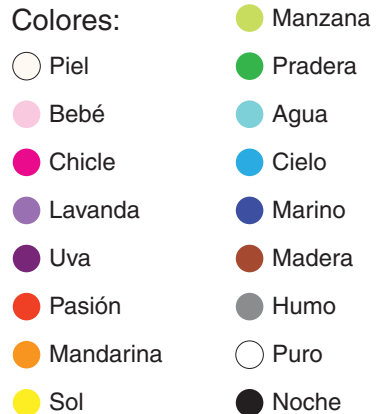 Colores:
Piel
Bebé
Chicle
Lavanda
Uva
Pasión
Mandarina
Sol
Manzana
Pradera
Agua
Cielo
Marino
Madera
Humo
Puro
Noche